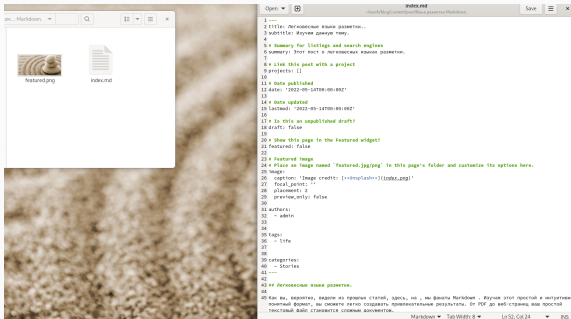 Markdown
featured.png
index.md
Open
index.md
Save
1 ---
2 title: Легковесные языки разметки..
3 subtitle: Изучем данную тему.
4
5 # Summary for listings and search engines
6 summary: Этот пост о легковесных языках разметки.
7
8 # Link this post with a project
9 projects: []
10
11 # Date published
12 date: '2022-05-14T00:00:00Z'
13
14 # Date updated
15 lastmod: '2022-05-14T00:00:00Z'
16
17 # Is this an unpublished draft?
18 draft: false
19
20 # Show this page in the Featured widget?
21 featured: false
22
23 # Featured image
24 # Place an image named `featured.jpg/png` in this page's folder and customize its options here.
25 image:
26 caption: 'Image credit: [**Unsplash**](index.png)'
27 focal_point: ''
28 placement: 2
29 preview_only: false
30
31 authors:
32 - admin
33
34
35 tags:
36 - life
37
38
39 categories:
40 - Stories
41 ---
42
43 ## Легковесные языки разметки.
44
45 Как вы, вероятно, видели из прошлых статей, здесь, на , мы фанаты Markdown . Изучив этот простой и интуитивно
понятный формат, вы сможете легко создавать привлекательные результаты. От PDF до веб-страниц ваш простой
текстовый файл становится сложным документом.
Markdown Tab Width: 8 Ln 52, Col 24 INS